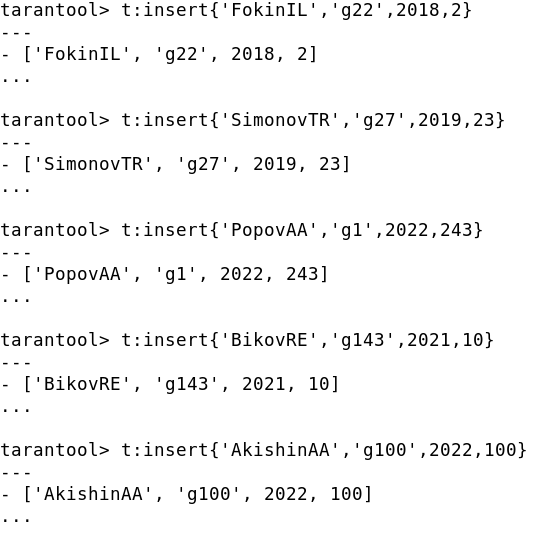 tarantool> t:insert{'FokinIL','g22',2018,2}
---
- ['FokinIL', 'g22', 2018, 2]
...
tarantool> t:insert{'SimonovTR','g27',2019,23}
---
- ['SimonovTR', 'g27', 2019, 23]
...
tarantool> t:insert{'PopovAA','g1',2022,243}
---
- ['PopovAA', 'g1', 2022, 243]
...
tarantool> t:insert{'BikovRE','g143',2021,10}
---
- ['BikovRE', 'g143', 2021, 10]
...
tarantool> t:insert{'AkishinAA','g100',2022,100}
---
- ['AkishinAA', 'g100', 2022, 100]
...